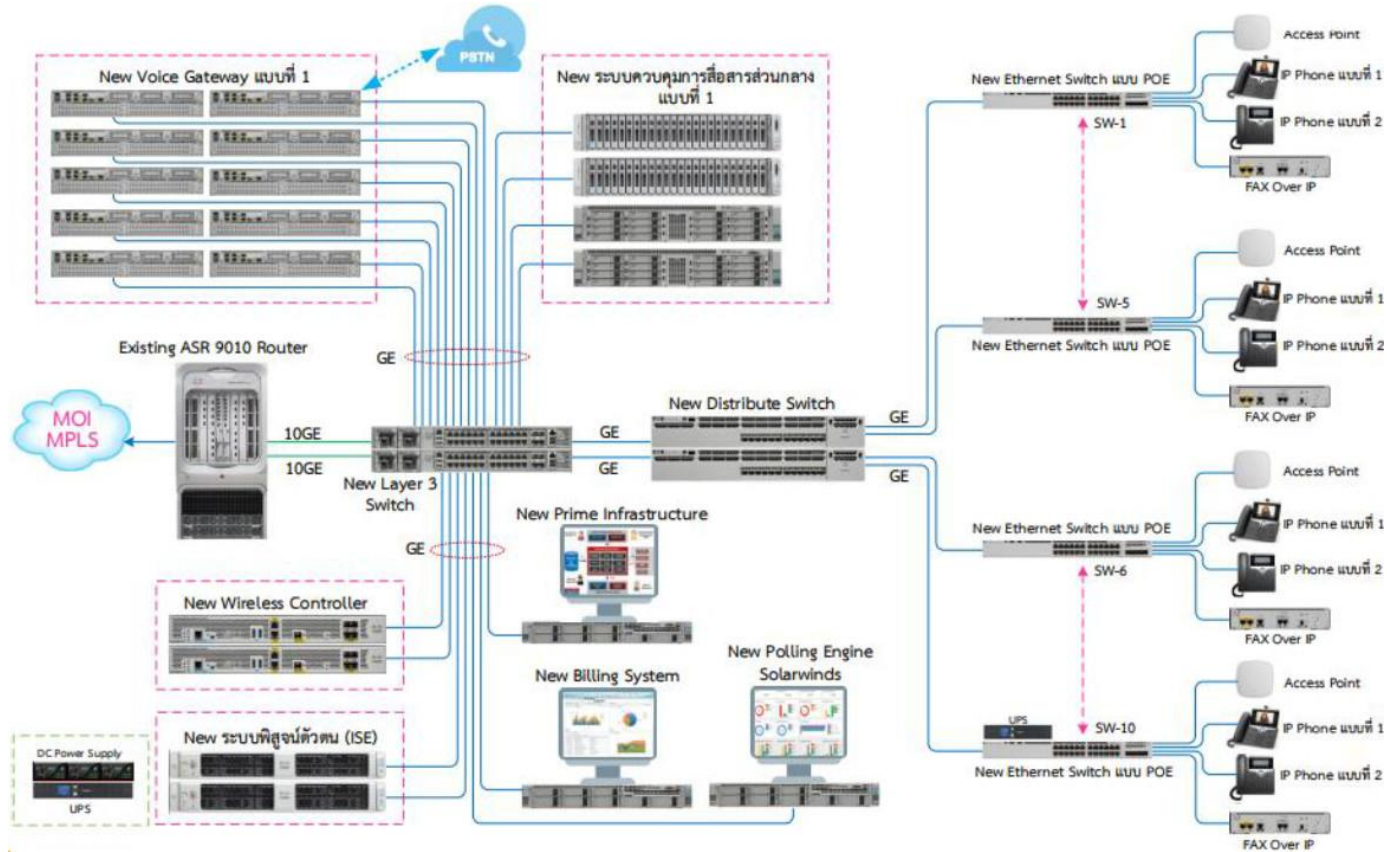 PSTN
New Voice Gateway แบบที่ 1
New ระบบควบคุมการสื่อสารส่วนกลาง
แบบที่ 1
GE
Existing ASR 9010 Router
MOI
MPLS
10GE
10GE
New Layer 3
Switch
GE
GE
New Distribute Switch
GE
GE
GE
New Prime Infrastructure
New Wireless Controller
New Billing System
New Polling Engine
Solarwinds
New ระบบพิสูจน์ตัวตน (ISE)
DC Power Supply
UPS
New Ethernet Switch แบบ POE
SW-1
Access Point
IP Phone แบบที่ 1
IP Phone แบบที่ 2
FAX Over IP
SW-5
New Ethernet Switch แบบ POE
Access Point
IP Phone แบบที่ 1
IP Phone แบบที่ 2
FAX Over IP
New Ethernet Switch แบบ POE
SW-6
Access Point
IP Phone แบบที่ 1
IP Phone แบบที่ 2
FAX Over IP
UPS
SW-10
New Ethernet Switch แบบ POE
Access Point
IP Phone แบบที่ 1
IP Phone แบบที่ 2
FAX Over IP